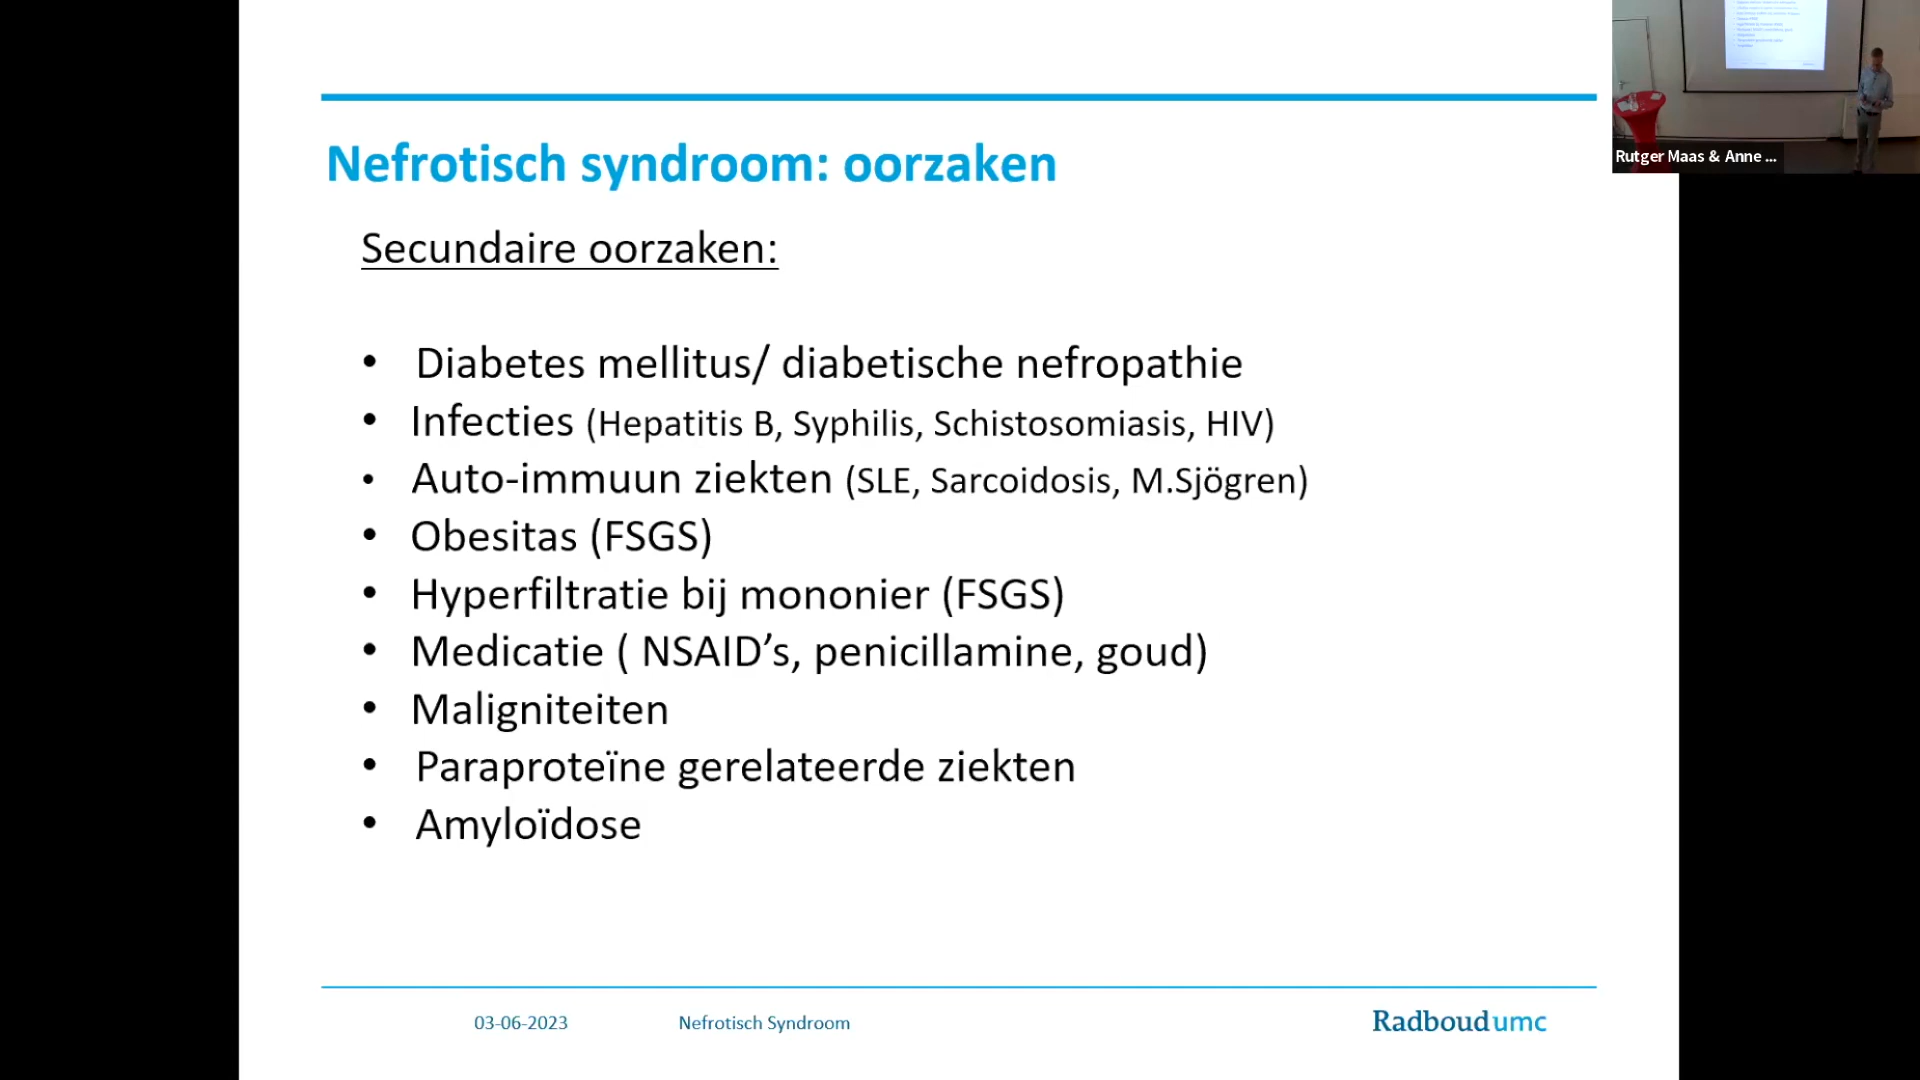 Nefrotisch syndroom: oorzaken
Secundaire oorzaken:
• Diabetes mellitus/ diabetische nefropathie
• Infecties (Hepatitis B, Syphilis, Schistosomiasis, HIV)
• Auto-immuun ziekten (SLE, Sarcoidosis, M.Sjögren)
• Obesitas (FSGS)
• Hyperfiltratie bij mononier (FSGS)
• Medicatie ( NSAID’s, penicillamine, goud)
• Maligniteiten
• Paraproteïne gerelateerde ziekten
• Amyloïdose
03-06-2023 Nefrotisch Syndroom Radboudumc
Rutger Maas & Anne ...